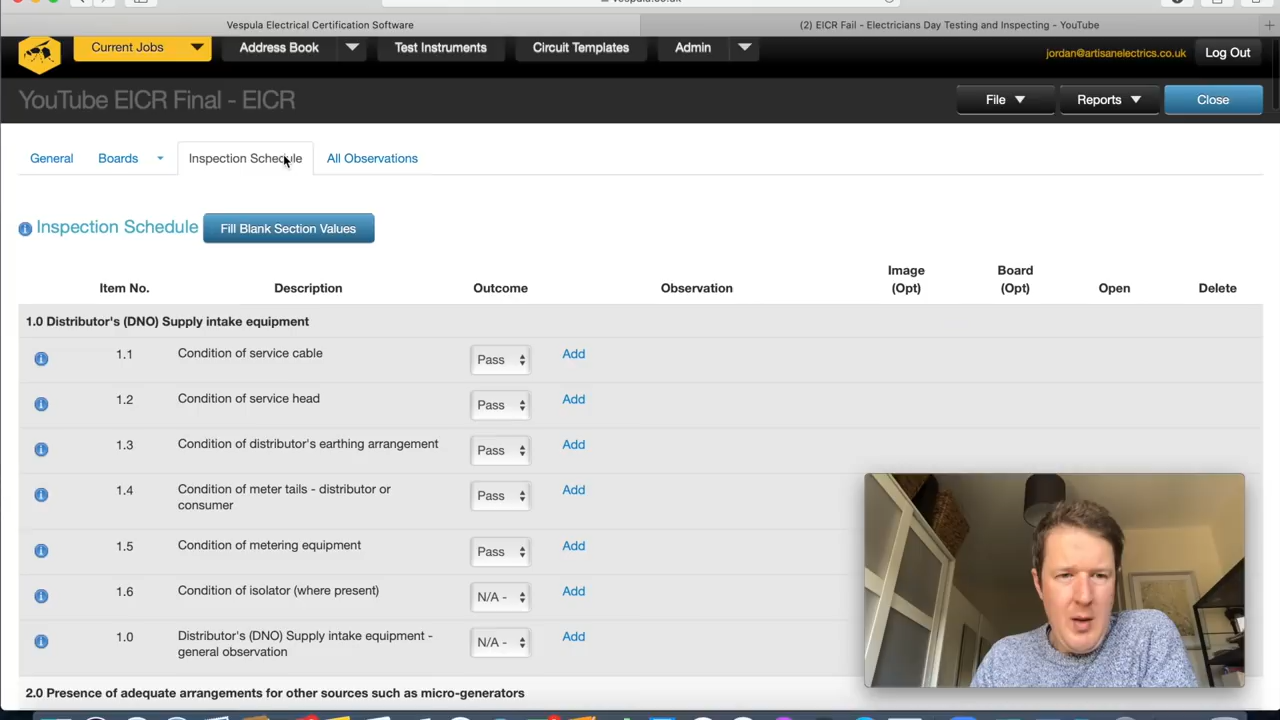 vespula.co.uk
Vespula Electrical Certification Software
(2) EICR Fail - Electricians Day Testing and Inspecting - YouTube
Current Jobs
Address Book
Test Instruments
Circuit Templates
Admin
jordan@artisanelectrics.co.uk
Log Out
YouTube EICR Final - EICR
File
Reports
Close
General
Boards
Inspection Schedule
All Observations
Inspection Schedule
Fill Blank Section Values
Item No.
Description
Outcome
Observation
Image
(Opt)
Board
(Opt)
Open
Delete
1.0 Distributor's (DNO) Supply intake equipment
1.1
Condition of service cable
Pass
Add
1.2
Condition of service head
Pass
Add
1.3
Condition of distributor's earthing arrangement
Pass
Add
1.4
Condition of meter tails - distributor or
consumer
Pass
Add
1.5
Condition of metering equipment
Pass
Add
1.6
Condition of isolator (where present)
N/A -
Add
1.0
Distributor's (DNO) Supply intake equipment -
general observation
N/A -
Add
2.0 Presence of adequate arrangements for other sources such as micro-generators